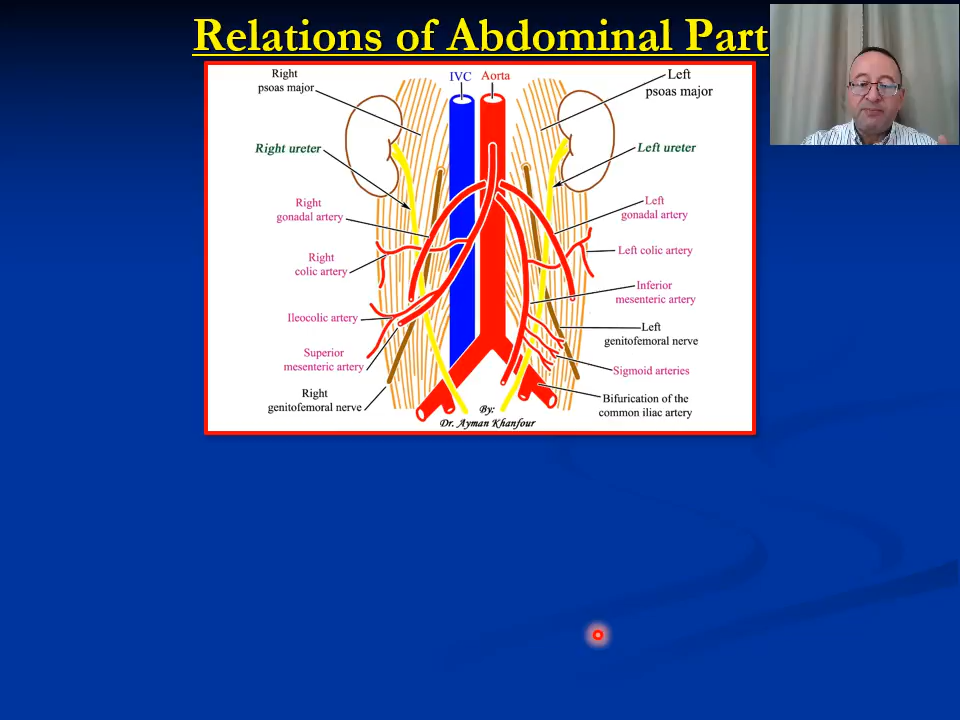 Relations of Abdominal Part
Right
psoas major
IVC
Aorta
Left
psoas major
Right ureter
Left ureter
Right
gonadal artery
Left
gonadal artery
Right
colic artery
Left colic artery
Inferior
mesenteric artery
Ileocolic artery
Left
genitofemoral nerve
Superior
mesenteric artery
Sigmoid arteries
Right
genitofemoral nerve
Bifurication of the
common iliac artery
By:
Dr. Ayman Khanfour